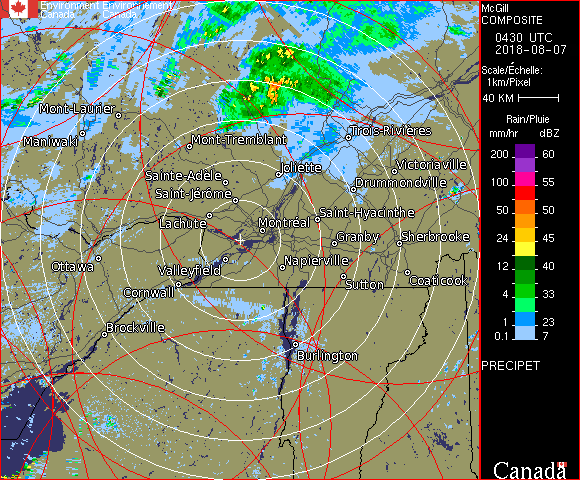 Environment Environnement
Canada Canada
McGill
COMPOSITE
0430 UTC
2018-08-07
Scale/Échelle:
1km/Pixel
40 KM
Rain/Pluie
mm/hr dBZ
200 60
100 55
50 50
24 45
12 40
4 33
1 23
0.1 7
PRECIPET
Canada
Mont-Laurier
Maniwaki
Mont-Tremblant
Trois-Rivières
Joliette
Victoriaville
Sainte-Adèle
Drummondville
Saint-Jérôme
Lachute
Saint-Hyacinthe
Montréal
Granby
Sherbrooke
Ottawa
Valleyfield
Napierville
Cornwall
Sutton
Coaticook
Brockville
Burlington